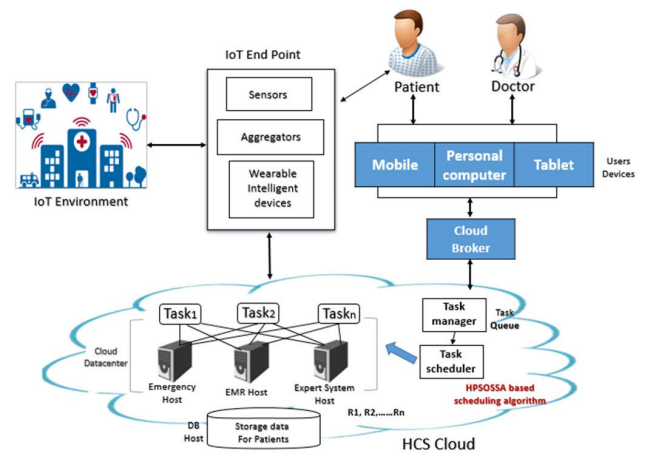 IoT End Point
Sensors
Aggregators
Wearable
Intelligent
devices
IoT Environment
Patient
Doctor
Mobile
Personal
computer
Tablet
Users
Devices
Cloud
Broker
Task1
Task2
Taskn
Cloud
Datacenter
Emergency
Host
EMR Host
Expert System
Host
Task
manager
Task
Queue
Task
scheduler
HPSOSSA based
scheduling algorithm
R1, R2,......Rn
DB
Host
Storage data
For Patients
HCS Cloud